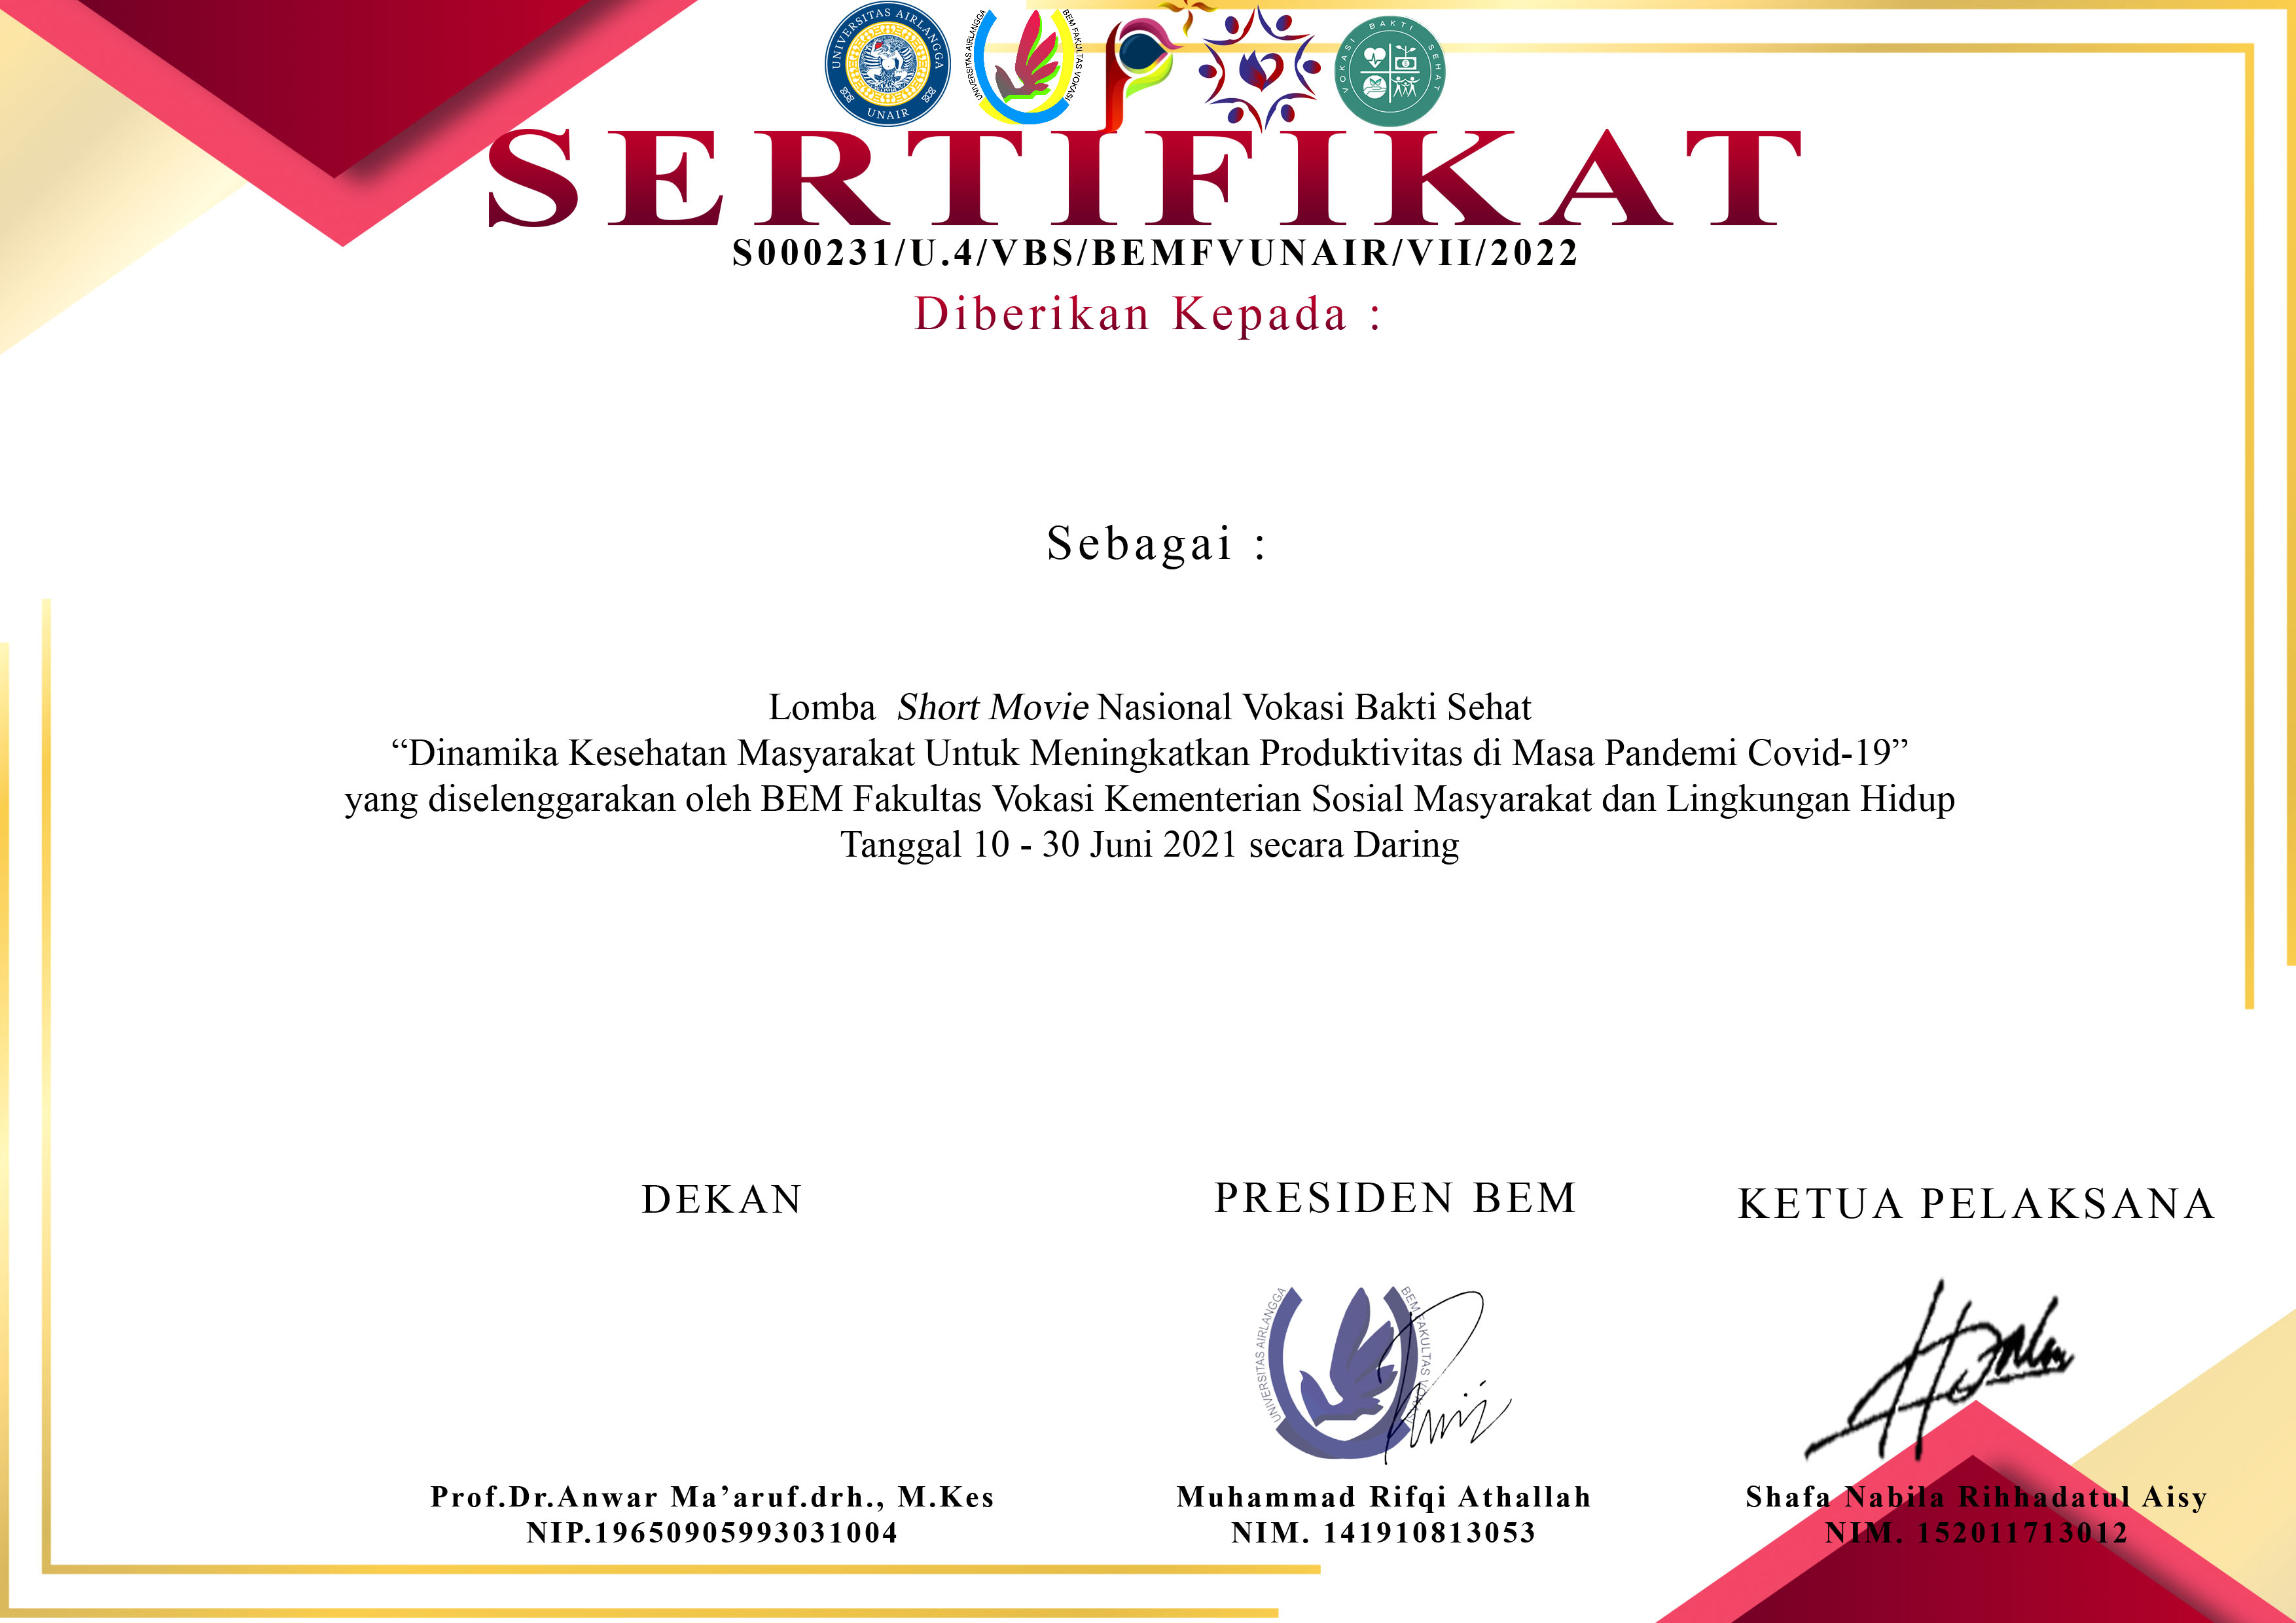 UNIVERSITAS AIRLANGGA
UNAIR
UNIVERSITAS AIRLANGGA
BEM FAKULTAS VOKASI
VOKASI BAKTI SEHAT
SERTIFIKAT
S000231/U.4/VBS/BEMFVUNAIR/VII/2022
Diberikan Kepada :
Sebagai :
Lomba Short Movie Nasional Vokasi Bakti Sehat
“Dinamika Kesehatan Masyarakat Untuk Meningkatkan Produktivitas di Masa Pandemi Covid-19”
yang diselenggarakan oleh BEM Fakultas Vokasi Kementerian Sosial Masyarakat dan Lingkungan Hidup
Tanggal 10 - 30 Juni 2021 secara Daring
DEKAN PRESIDEN BEM KETUA PELAKSANA
UNIVERSITAS AIRLANGGA
BEM FAKULTAS VOKASI
Prof.Dr.Anwar Ma’aruf.drh., M.Kes Muhammad Rifqi Athallah Shafa Nabila Rihhadatul Aisy
NIP.19650905993031004 NIM. 141910813053 NIM. 152011713012